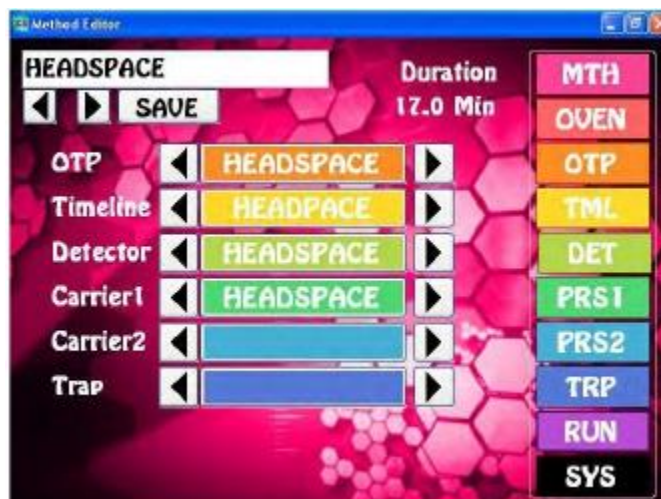 Method Editor
HEADSPACE
Duration
17.0 Min
SAVE
OTP HEADSPACE
Timeline HEADPACE
Detector HEADSPACE
Carrier1 HEADSPACE
Carrier2
Trap
MTH
OVEN
OTP
TML
DET
PRS1
PRS2
TRP
RUN
SYS